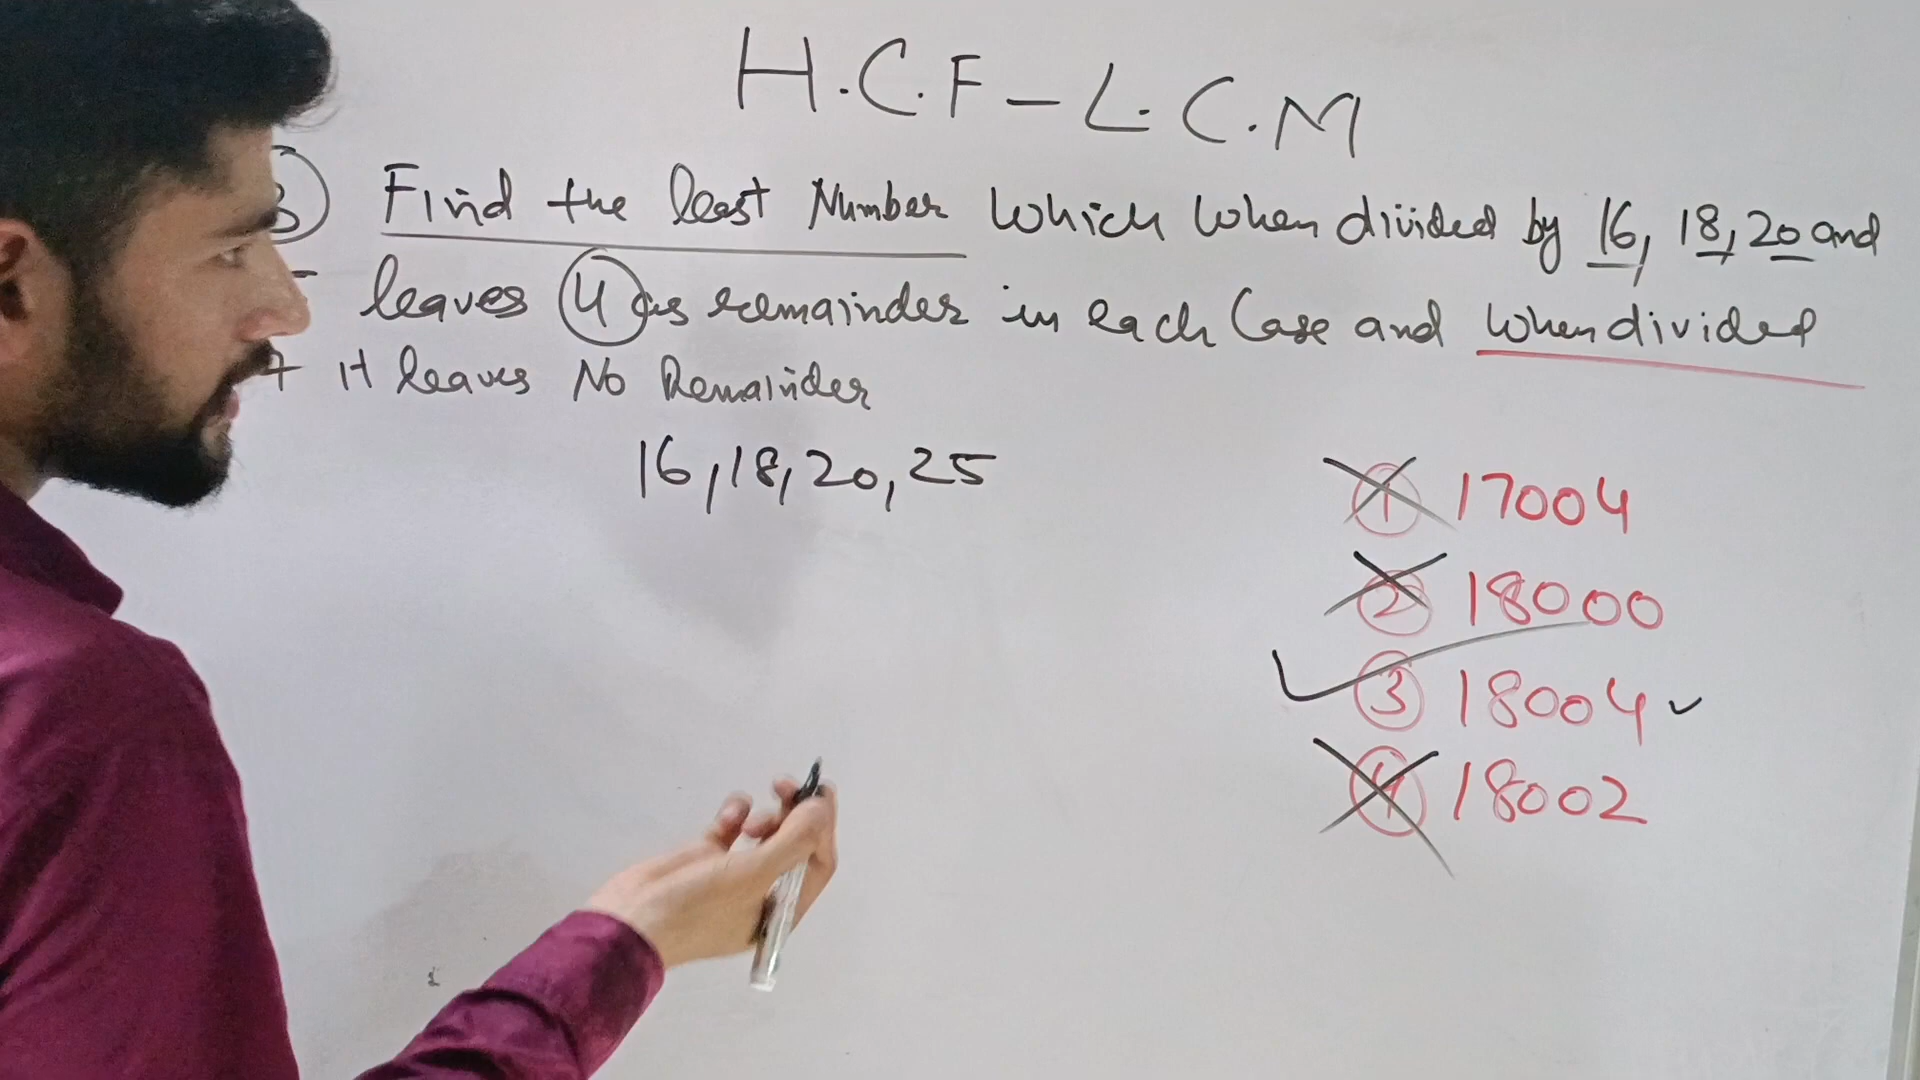 H.C.F - L.C.M
Find the least Number which when divided by 16, 18, 20 and
leaves 4 as remainder in each Case and when divided
7 It leaves No Remainder
16, 18, 20, 25
1 17004
2 18000
3 18004
4 18002